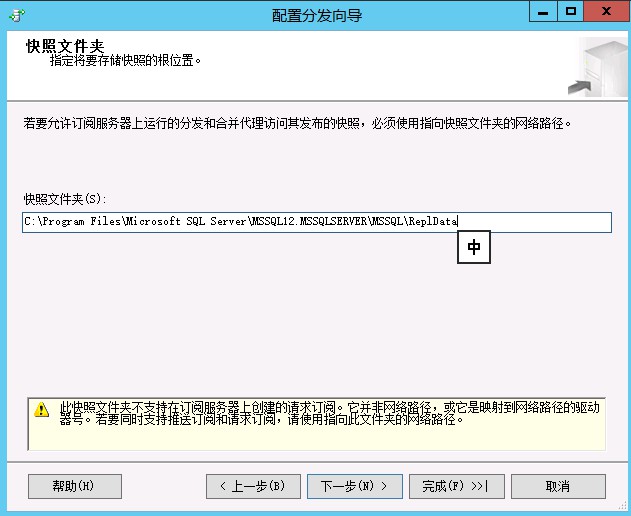 配置分发向导
快照文件夹
指定将要存储快照的根位置。
若要允许订阅服务器上运行的分发和合并代理访问其发布的快照，必须使用指向快照文件夹的网络路径。
快照文件夹(S):
C:\Program Files\Microsoft SQL Server\MSSQL12.MSSQLSERVER\MSSQL\ReplData
中
此快照文件夹不支持在订阅服务器上创建的请求订阅。它并非网络路径，或它是映射到网络路径的驱动
器号。若要同时支持推送订阅和请求订阅，请使用指向此文件夹的网络路径。
帮助(H)
< 上一步(B)
下一步(N) >
完成(F) >>|
取消